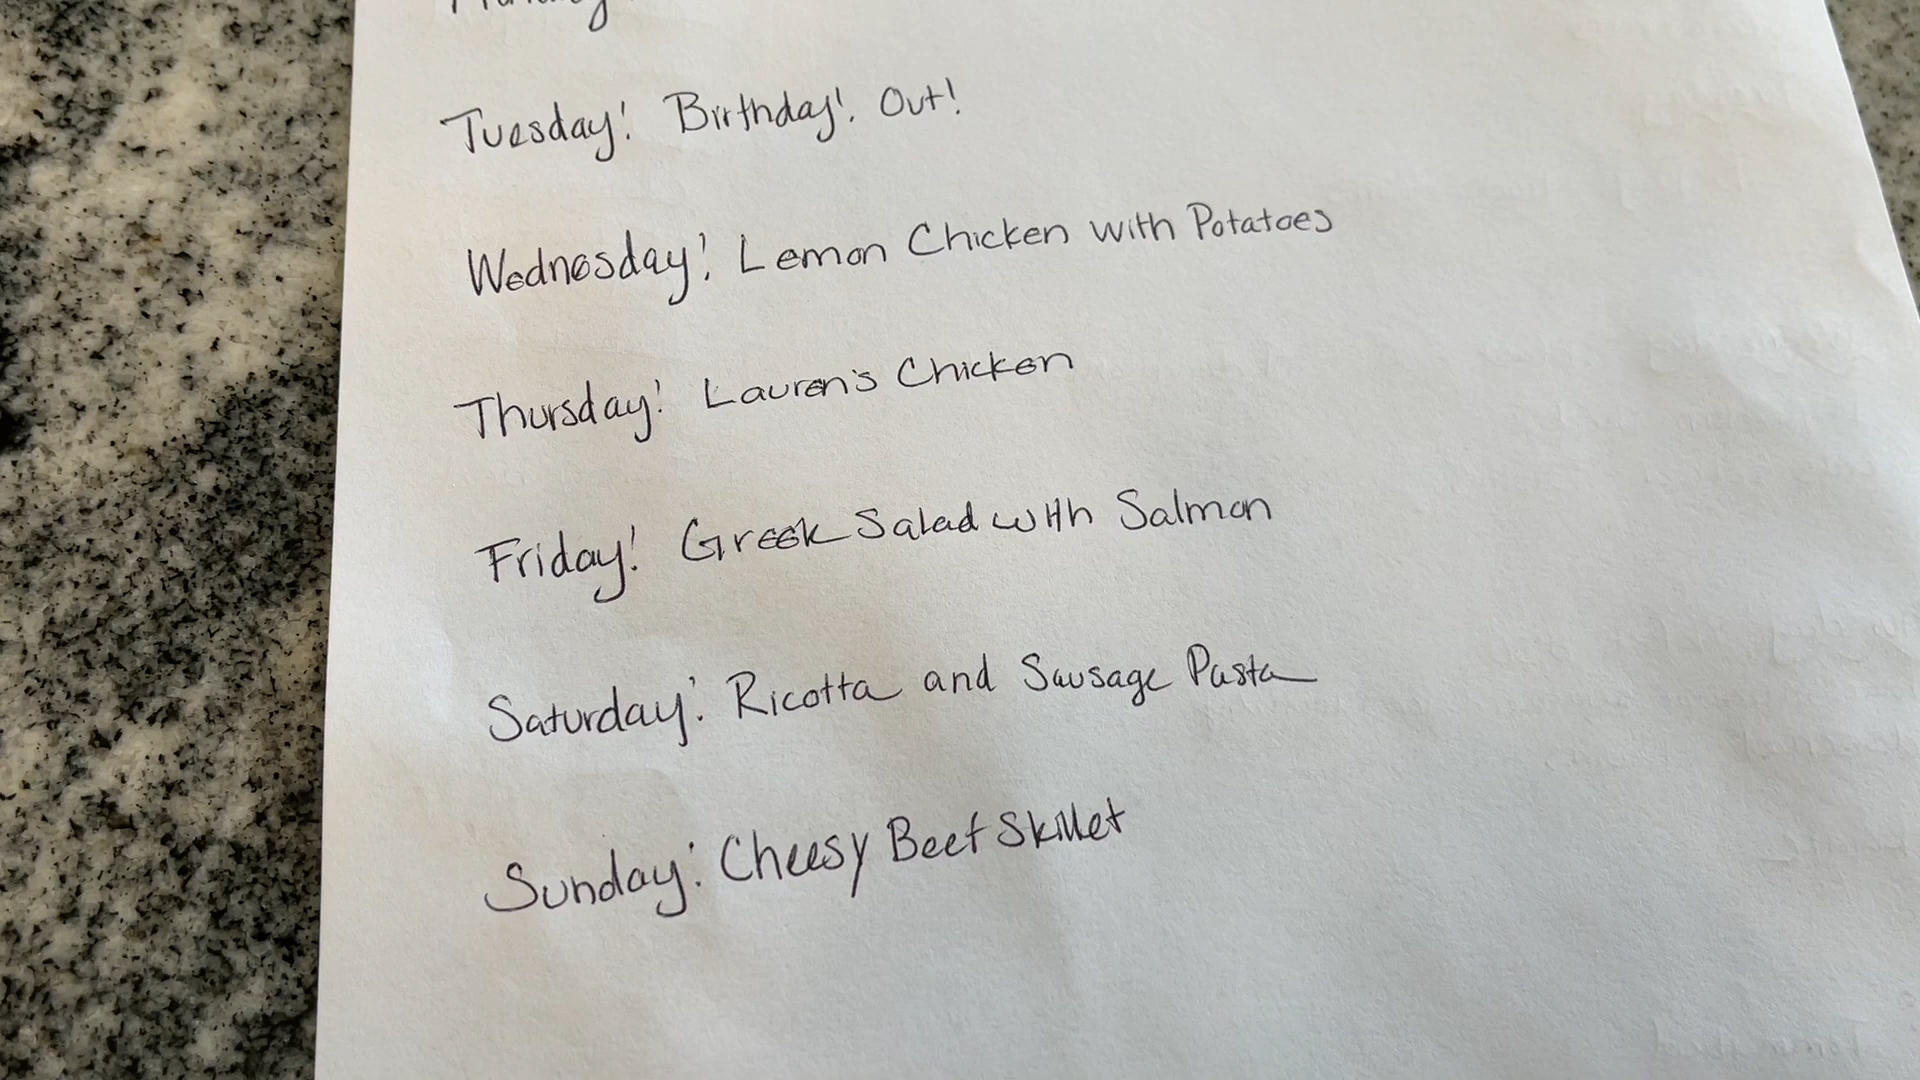 Monday
Tuesday: Birthday! Out!
Wednesday: Lemon Chicken with Potatoes
Thursday: Lauren's Chicken
Friday: Greek Salad with Salmon
Saturday: Ricotta and Sausage Pasta
Sunday: Cheesy Beef Skillet